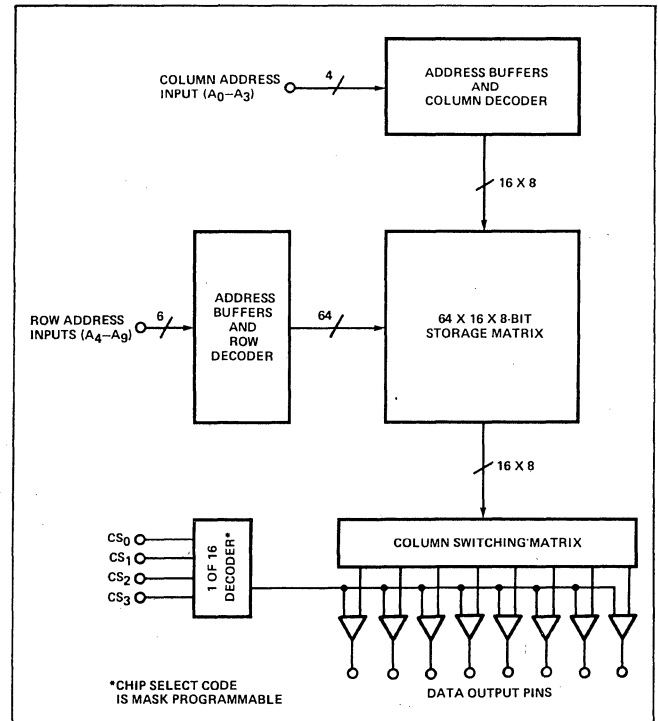 COLUMN ADDRESS
INPUT (A0–A3)
4
ADDRESS BUFFERS
AND
COLUMN DECODER
16 X 8
ROW ADDRESS
INPUTS (A4–A9)
6
ADDRESS
BUFFERS
AND
ROW
DECODER
64
64 X 16 X 8-BIT
STORAGE MATRIX
16 X 8
CS0
CS1
CS2
CS3
1 OF 16
DECODER*
COLUMN SWITCHING MATRIX
*CHIP SELECT CODE
IS MASK PROGRAMMABLE
DATA OUTPUT PINS